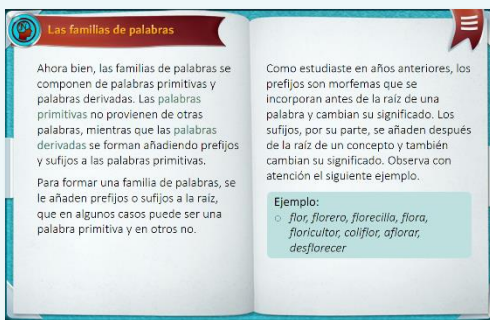 Las familias de palabras
Ahora bien, las familias de palabras se
componen de palabras primitivas y
palabras derivadas. Las palabras
primitivas no provienen de otras
palabras, mientras que las palabras
derivadas se forman añadiendo prefijos
y sufijos a las palabras primitivas.
Para formar una familia de palabras, se
le añaden prefijos o sufijos a la raíz,
que en algunos casos puede ser una
palabra primitiva y en otros no.
Como estudiaste en años anteriores, los
prefijos son morfemas que se
incorporan antes de la raíz de una
palabra y cambian su significado. Los
sufijos, por su parte, se añaden después
de la raíz de un concepto y también
cambian su significado. Observa con
atención el siguiente ejemplo.
Ejemplo:
○ flor, florero, florecilla, flora,
floricultor, coliflor, aflorar,
desflorecer